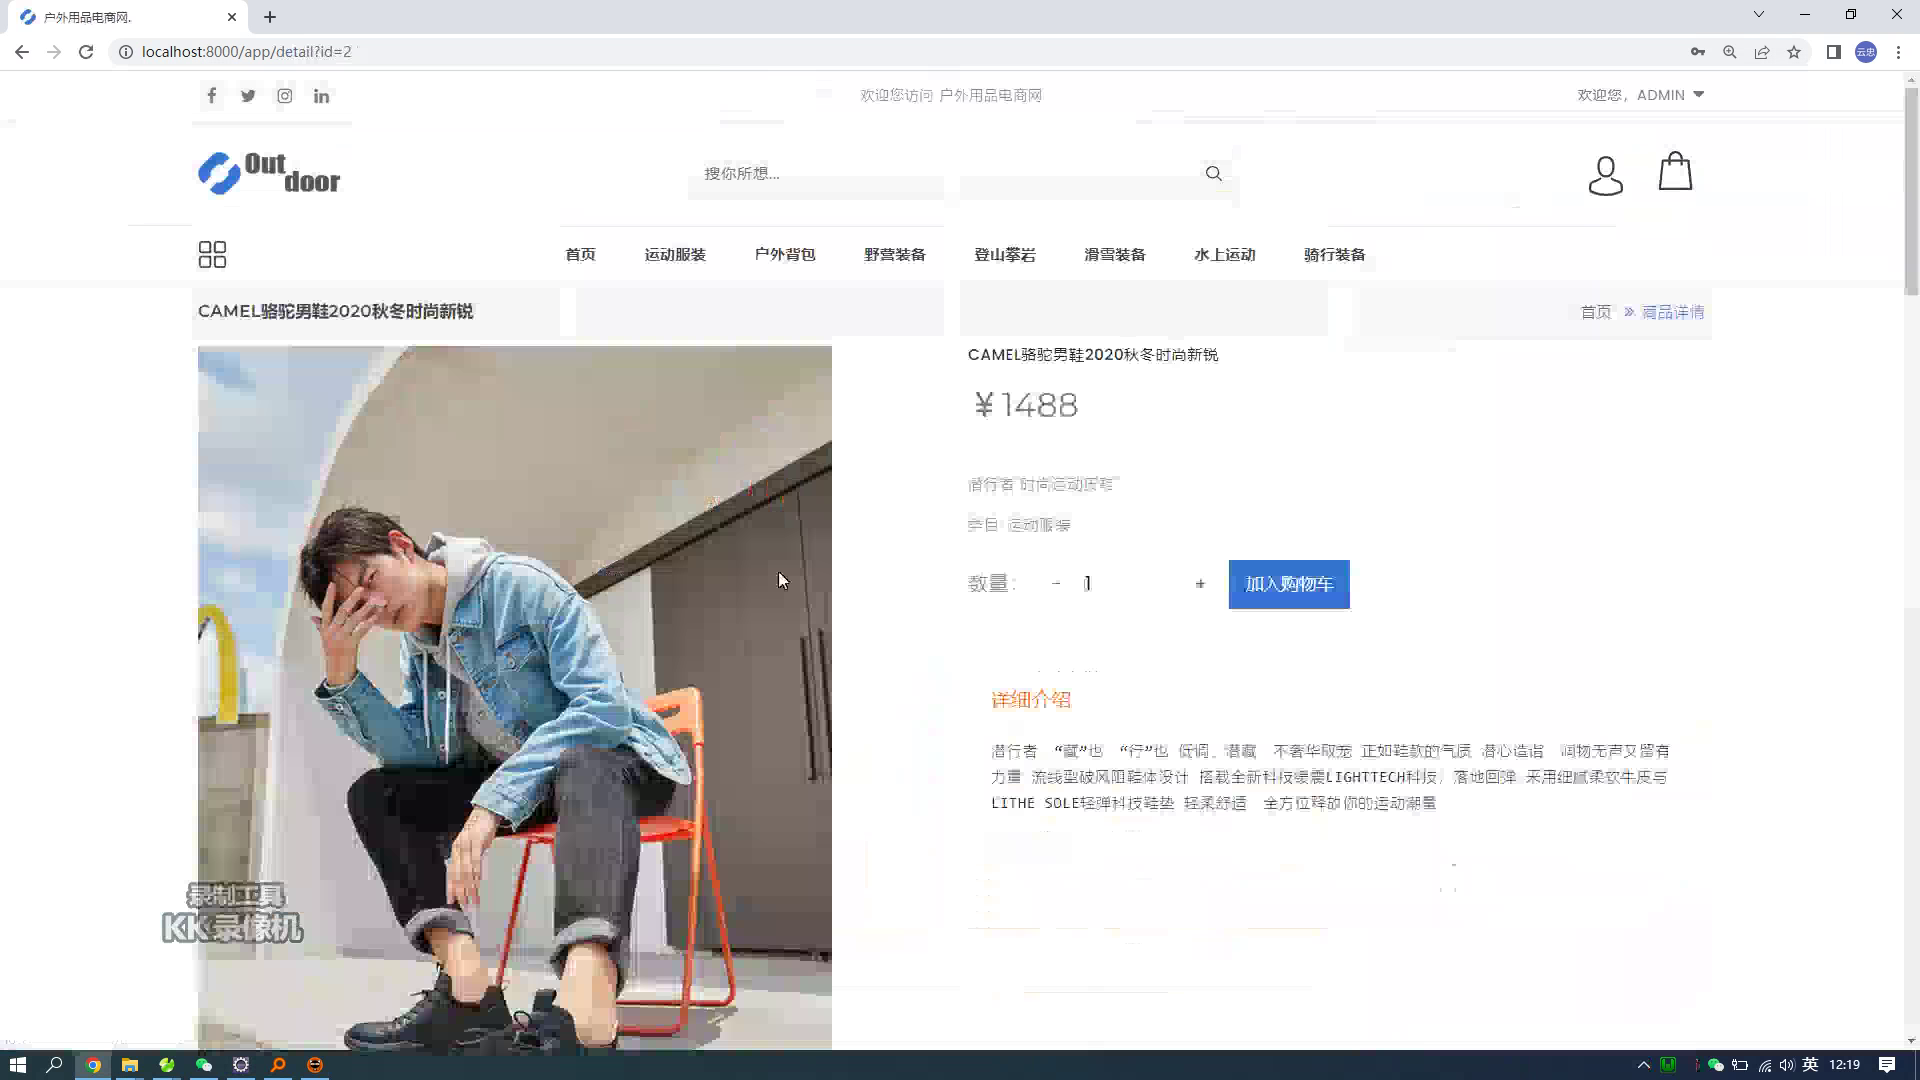 户外用品电商网.
localhost:8000/app/detail?id=2
云忠
欢迎您访问 户外用品电商网
欢迎您，ADMIN
Out
door
搜你所想...
首页 运动服装 户外背包 野营装备 登山攀岩 滑雪装备 水上运动 骑行装备
CAMEL骆驼男鞋2020秋冬时尚新锐
首页 » 商品详情
CAMEL骆驼男鞋2020秋冬时尚新锐
￥1488
潜行者 时尚运动
运动服装
数量： - 1 + 加入购物车
详细介绍
潜行者 “藏”也 “行”也 低调、潜藏 不奢华取宠 正如鞋款的气质 潜心造诣 润物无声又留有
力量 流线型破风阻鞋体设计 搭载全新科技缓震LIGHTTECH科技，落地回弹 采用细腻柔软牛皮与
LITHE SOLE轻弹科技鞋垫 轻柔舒适 全方位释放你的运动潮量
录制工具
KK录像机
英 12:19